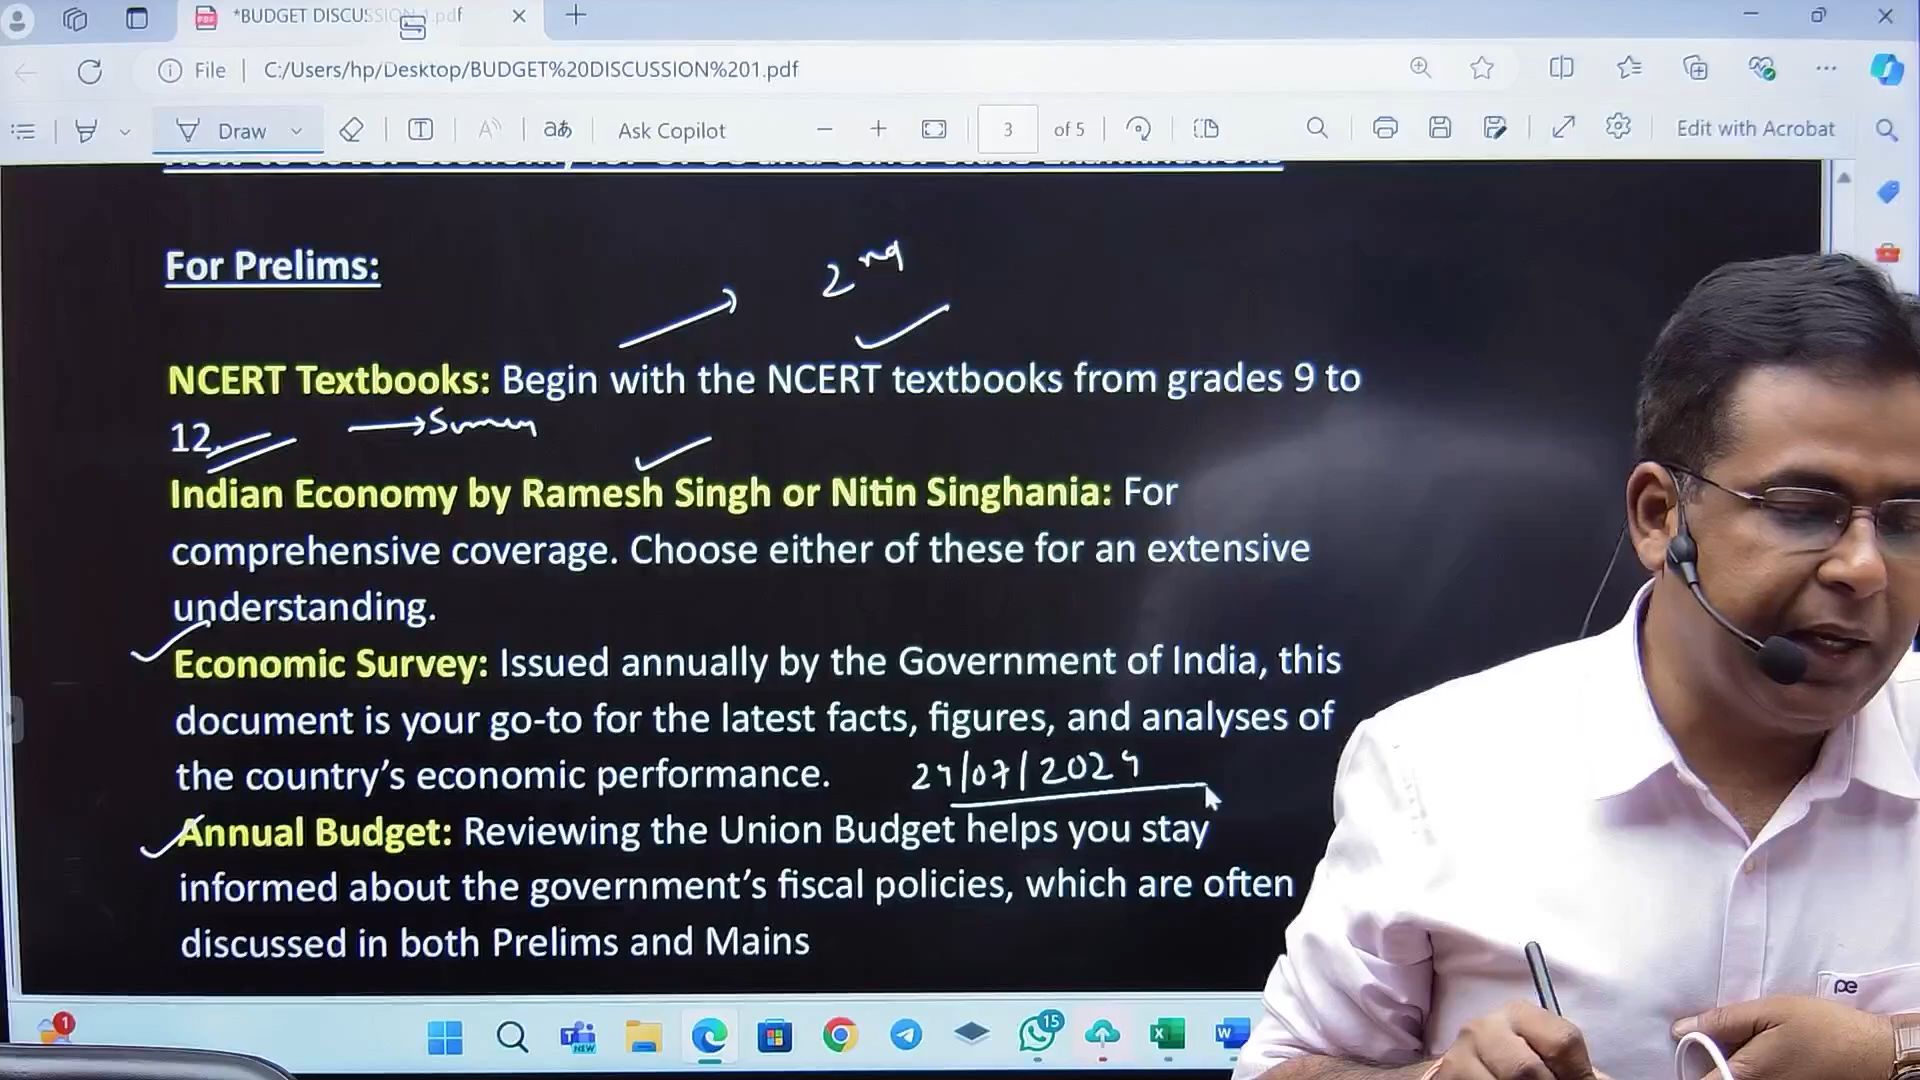 *BUDGET DISCUSSION 1.pdf
File
C:/Users/hp/Desktop/BUDGET%20DISCUSSION%201.pdf
Draw
Ask Copilot
3 of 5
Edit with Acrobat
For Prelims:
2nd
NCERT Textbooks: Begin with the NCERT textbooks from grades 9 to
12.
Indian Economy by Ramesh Singh or Nitin Singhania: For
comprehensive coverage. Choose either of these for an extensive
understanding.
Economic Survey: Issued annually by the Government of India, this
document is your go-to for the latest facts, figures, and analyses of
the country’s economic performance.
24/07/2024
Annual Budget: Reviewing the Union Budget helps you stay
informed about the government’s fiscal policies, which are often
discussed in both Prelims and Mains
1
NEW
15
pe